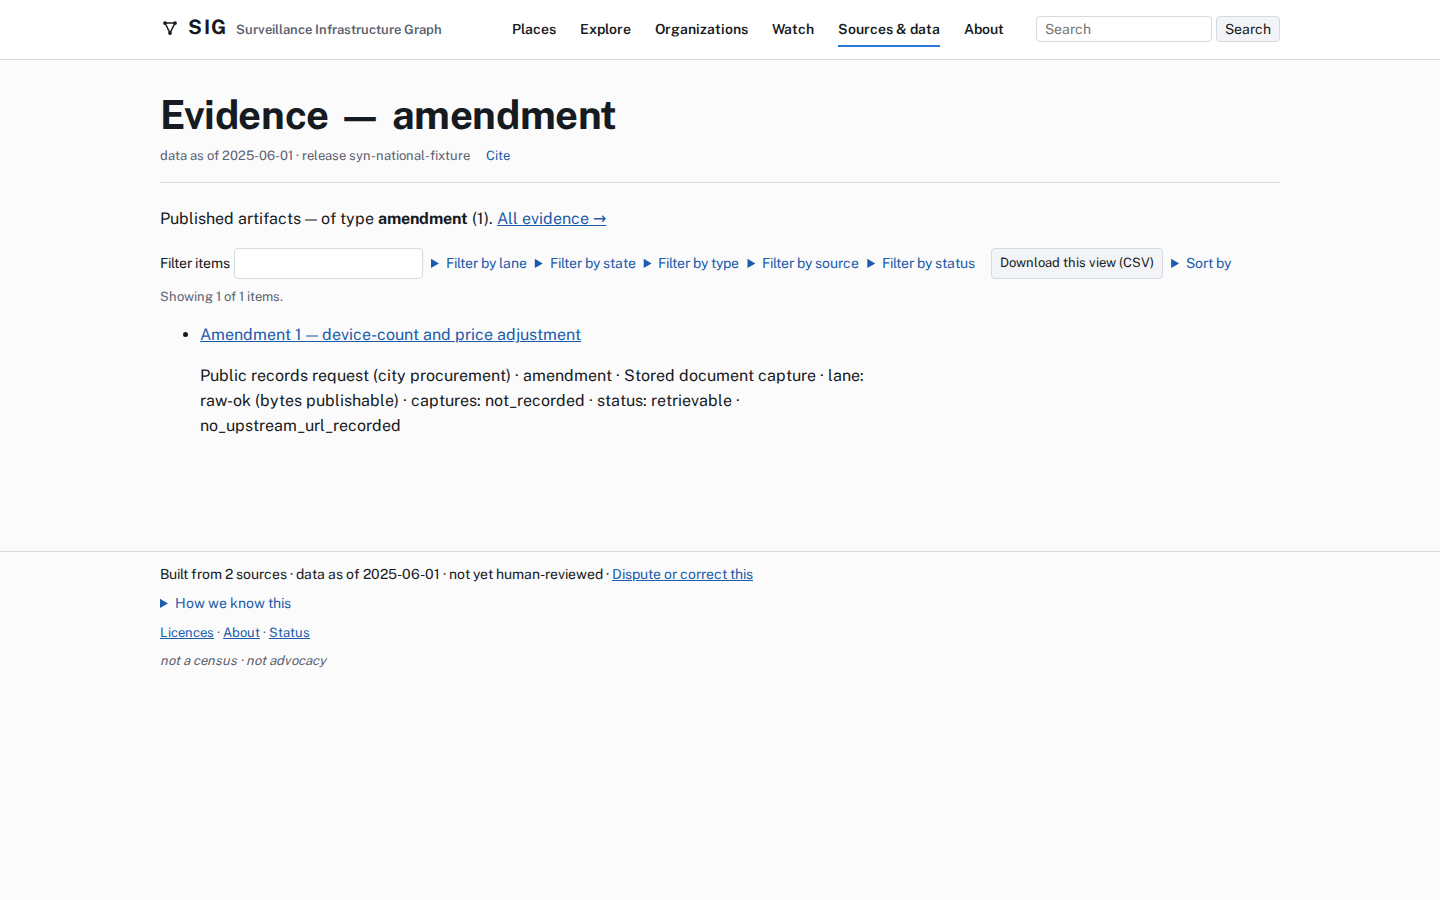 SIG Surveillance Infrastructure Graph Places Explore Organizations Watch Sources & data About Search Search
Evidence — amendment
data as of 2025-06-01 · release syn-national-fixture Cite
Published artifacts — of type amendment (1). All evidence →
Filter items ▶ Filter by lane ▶ Filter by state ▶ Filter by type ▶ Filter by source ▶ Filter by status Download this view (CSV) ▶ Sort by
Showing 1 of 1 items.
• Amendment 1 — device-count and price adjustment
Public records request (city procurement) · amendment · Stored document capture · lane:
raw-ok (bytes publishable) · captures: not_recorded · status: retrievable ·
no_upstream_url_recorded
Built from 2 sources · data as of 2025-06-01 · not yet human-reviewed · Dispute or correct this
▶ How we know this
Licences · About · Status
not a census · not advocacy